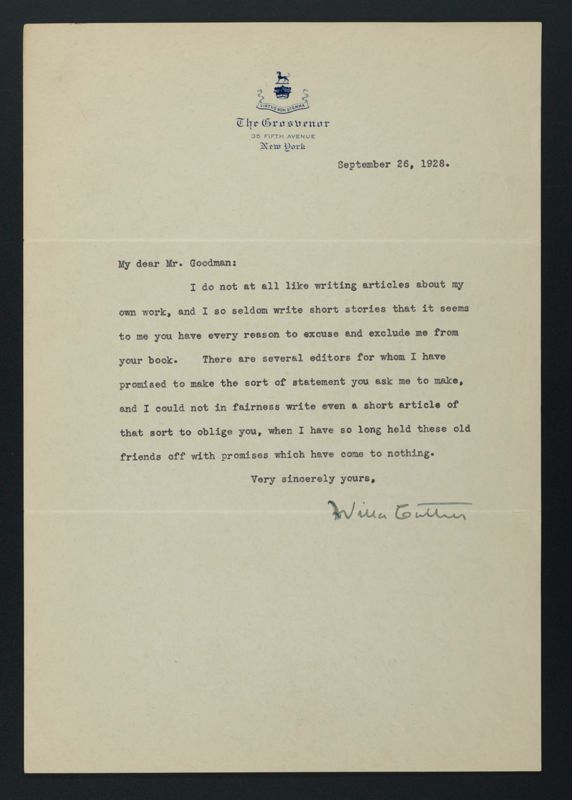 VIRTUS NON STEMMA
The Grosvenor
35 FIFTH AVENUE
New York
September 26, 1928.
My dear Mr. Goodman:
I do not at all like writing articles about my
own work, and I so seldom write short stories that it seems
to me you have every reason to excuse and exclude me from
your book. There are several editors for whom I have
promised to make the sort of statement you ask me to make,
and I could not in fairness write even a short article of
that sort to oblige you, when I have so long held these old
friends off with promises which have come to nothing.
Very sincerely yours,
Willa Cather